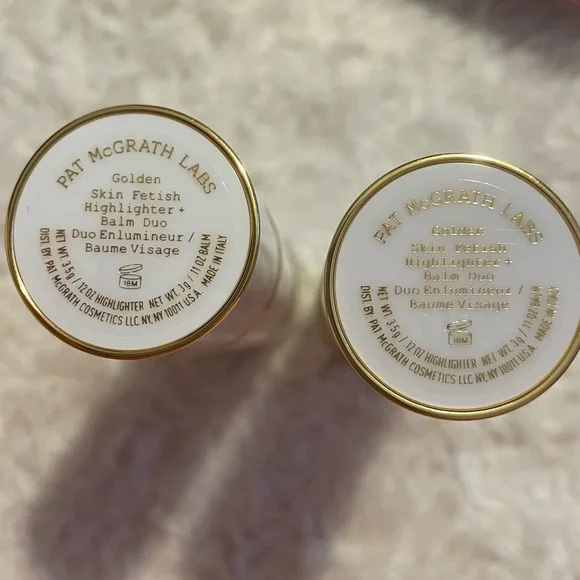 PAT McGRATH LABS
Golden
Skin Fetish
Highlighter +
Balm Duo
Duo Enlumineur /
Baume Visage
18M
NET WT. 3.5g / .12 OZ HIGHLIGHTER NET WT. 3g / .11 OZ BALM
DIST. BY PAT McGRATH COSMETICS LLC. NY, NY 10011 U.S.A. MADE IN ITALY
PAT McGRATH LABS
Golden
Skin Fetish
Highlighter +
Balm Duo
Duo Enlumineur /
Baume Visage
18M
NET WT. 3.5g / .12 OZ HIGHLIGHTER NET WT. 3g / .11 OZ BALM
DIST. BY PAT McGRATH COSMETICS LLC NY, NY 10011 U.S.A. MADE IN ITALY